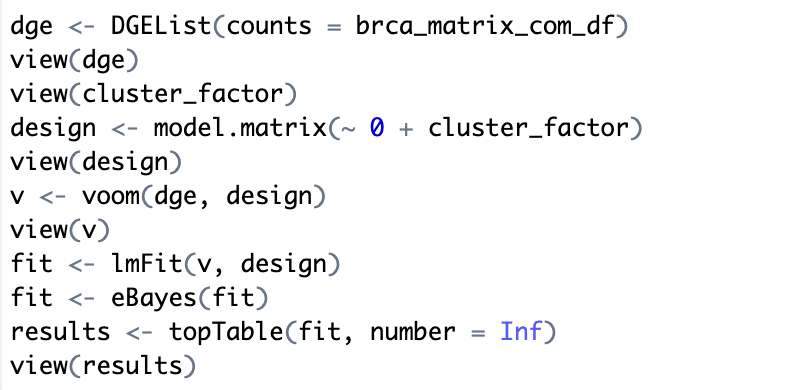 dge <- DGEList(counts = brca_matrix_com_df)
view(dge)
view(cluster_factor)
design <- model.matrix(~ 0 + cluster_factor)
view(design)
v <- voom(dge, design)
view(v)
fit <- lmFit(v, design)
fit <- eBayes(fit)
results <- topTable(fit, number = Inf)
view(results)